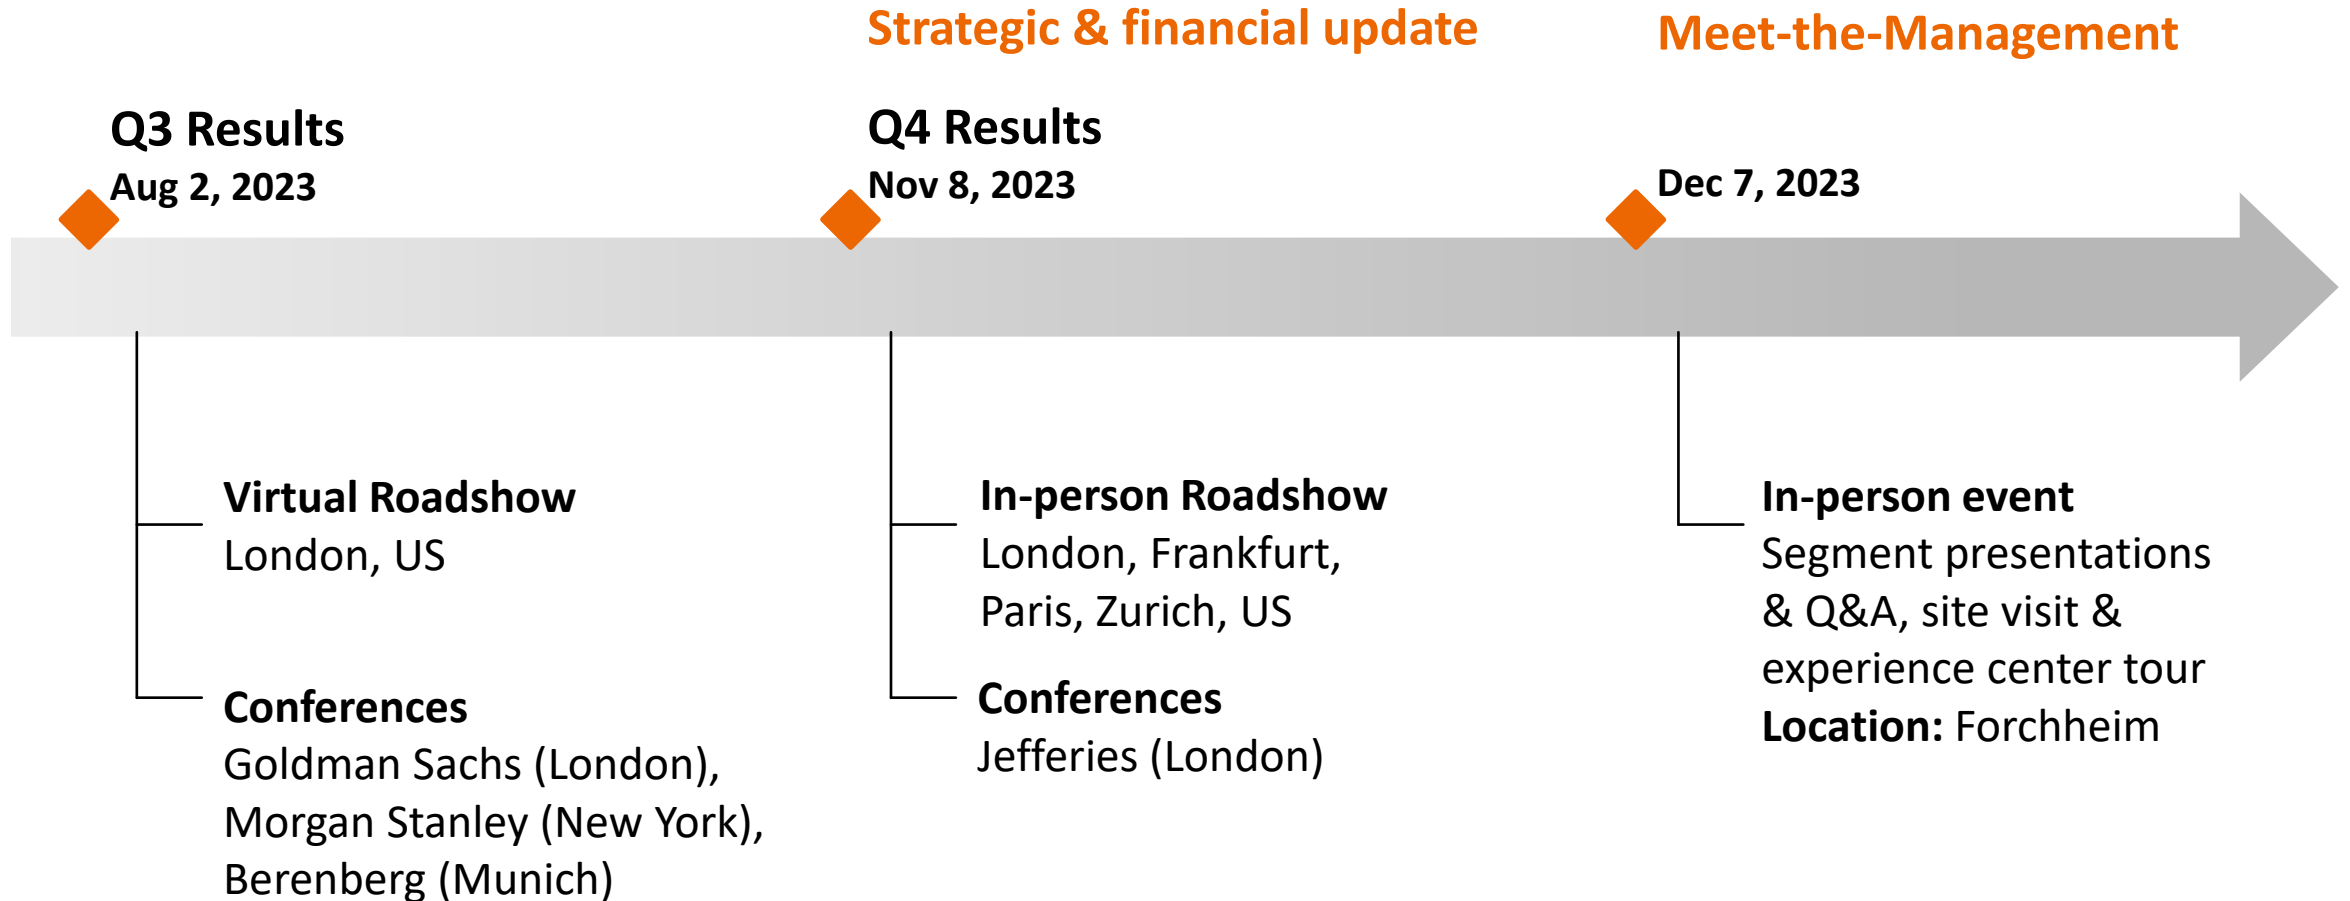 Strategic & financial update
Meet-the-Management
Q3 Results
Aug 2, 2023
Q4 Results
Nov 8, 2023
Dec 7, 2023
Virtual Roadshow
London, US
Conferences
Goldman Sachs (London),
Morgan Stanley (New York),
Berenberg (Munich)
In-person Roadshow
London, Frankfurt,
Paris, Zurich, US
Conferences
Jefferies (London)
In-person event
Segment presentations
& Q&A, site visit &
experience center tour
Location: Forchheim